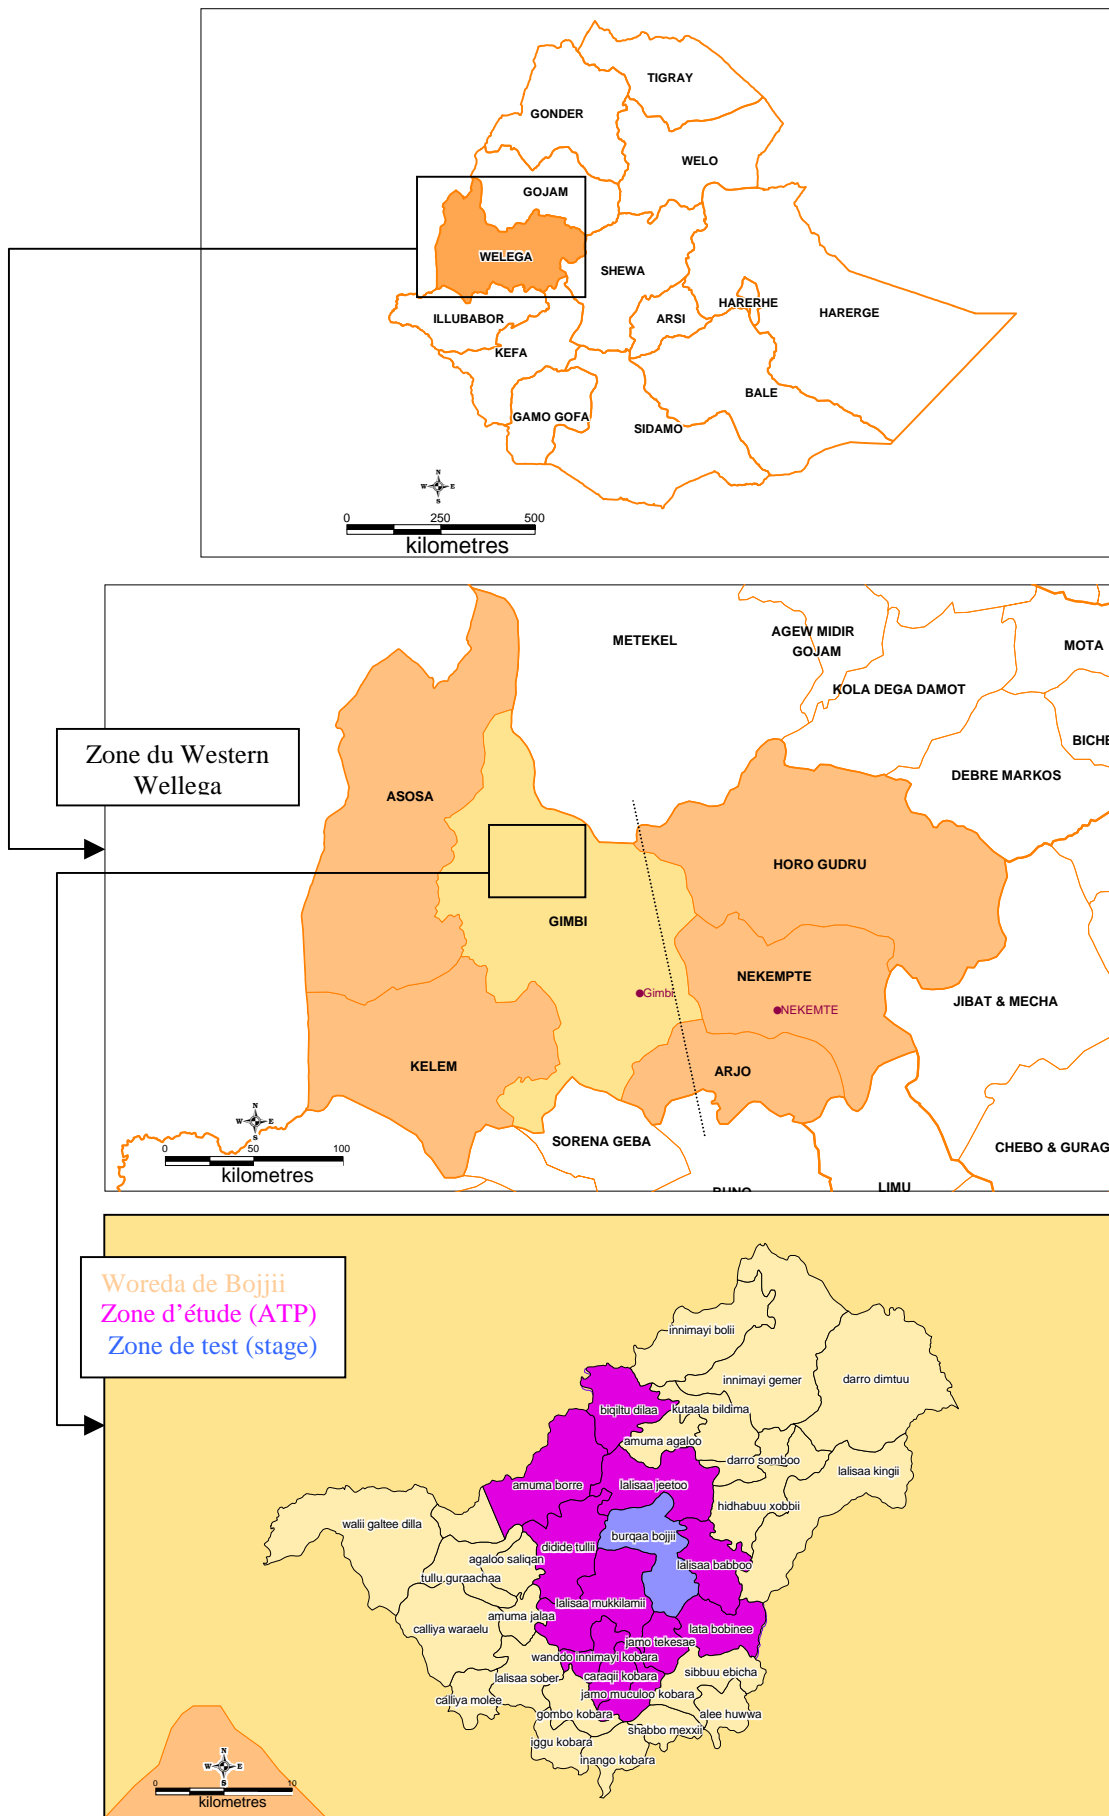 TIGRAY
GONDER
WELO
GOJAM
WELEGA
SHEWA
HARERHE
HARERGE
ILLUBABOR
ARSI
KEFA
BALE
GAMO GOFA
SIDAMO
N
W E
S
0 250 500
kilometres
METEKEL
AGEW MIDIR
GOJAM
MOTA
KOLA DEGA DAMOT
BICHE
DEBRE MARKOS
Zone du Western
Wellega
ASOSA
HORO GUDRU
GIMBI
NEKEMPTE
Gimbi
NEKEMTE
JIBAT & MECHA
KELEM
ARJO
N
W E
S
SORENA GEBA
CHEBO & GURAG
0 50 100
kilometres
BUNO
LIMU
Woreda de Bojjii
Zone d'étude (ATP)
Zone de test (stage)
innimayi bolii
innimayi gemer
darro dimtuu
biqiltu dilaa
kutaala bildima
amuma agaloo
darro somboo
lalisaa kingii
amuma borre
lalisaa jeetoo
hidhabuu xobbii
walii galtee dilla
burqaa bojjii
didide tullii
agaloo saliqan
lalisaa babboo
tullu guraachaa
lalisaa mukkilamii
amuma jalaa
calliya waraelu
lata bobinee
jamo tekesae
wanddo innimayi kobara
lalisaa sober
caraqii kobara
sibbuu ebicha
calliya molee
jamo muculoo kobara
gombo kobara
alee huwwa
shabbo mexxii
iggu kobara
inango kobara
N
W E
S
0 10
kilometres